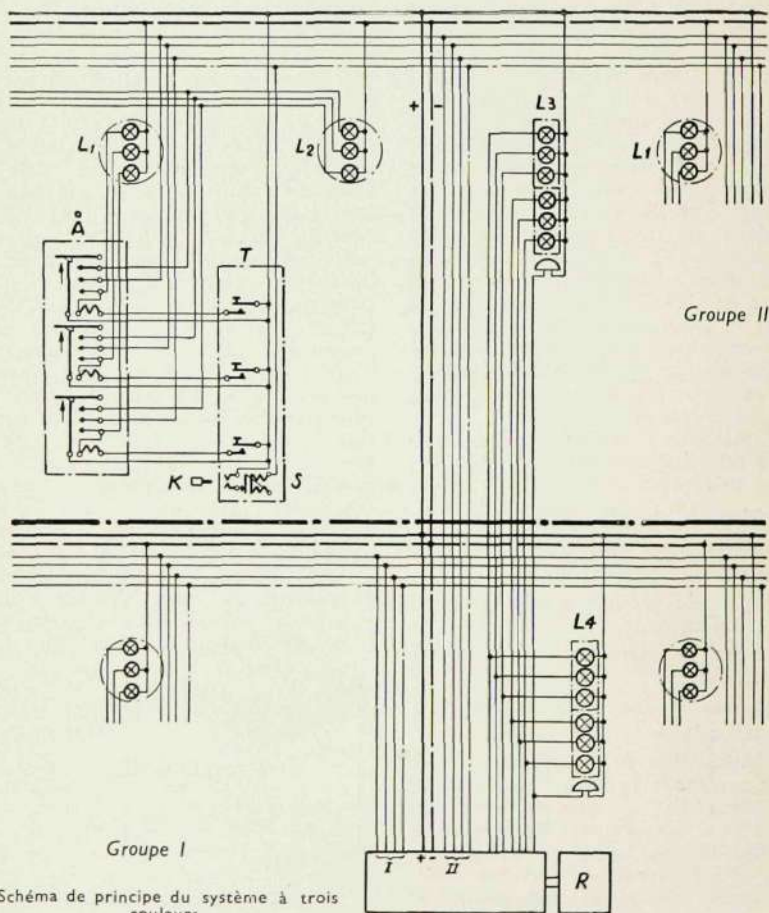 + -
L3
L1
L2
L1
Å
T
Groupe II
K
S
L4
Groupe I
I
+ -
II
R
Schéma de principe du système à trois
couleurs